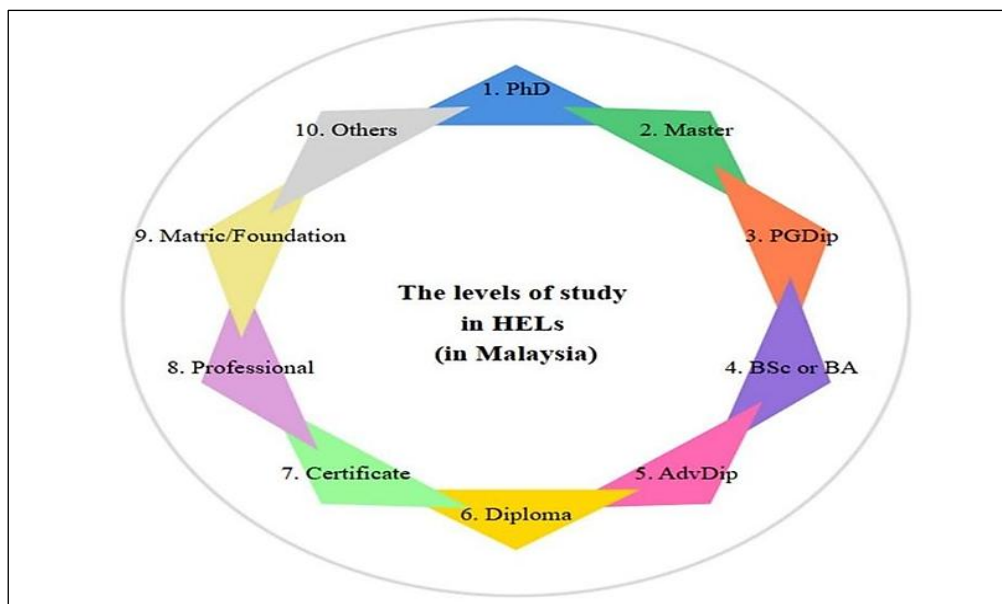 1. PhD
2. Master
3. PGDip
4. BSc or BA
5. AdvDip
6. Diploma
7. Certificate
8. Professional
9. Matric/Foundation
10. Others
The levels of study
in HELs
(in Malaysia)